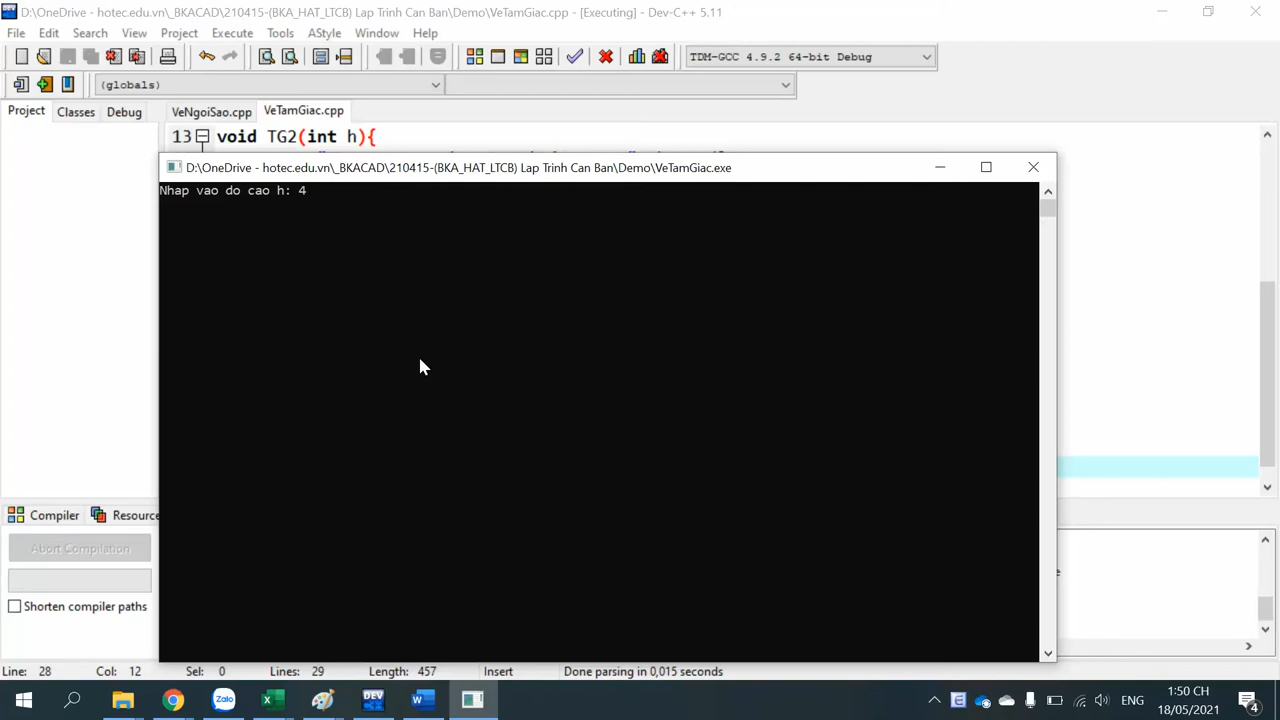 D:\OneDrive - hotec.edu.vn\_BKACAD\210415-(BKA_HAT_LTCB) Lap Trinh Can Ban\Demo\VeTamGiac.cpp - [Executing] - Dev-C++ 5.11
File Edit Search View Project Execute Tools AStyle Window Help
TDM-GCC 4.9.2 64-bit Debug
(globals)
Project Classes Debug VeNgoiSao.cpp VeTamGiac.cpp
13 void TG2(int h){
D:\OneDrive - hotec.edu.vn\_BKACAD\210415-(BKA_HAT_LTCB) Lap Trinh Can Ban\Demo\VeTamGiac.exe
Nhap vao do cao h: 4
Compiler
Abort Compilation
Shorten compiler paths
Line: 28 Col: 12 Sel: 0 Lines: 29 Length: 457 Insert Done parsing in 0,015 seconds
Zalo DEV ENG 1:50 CH
18/05/2021 4